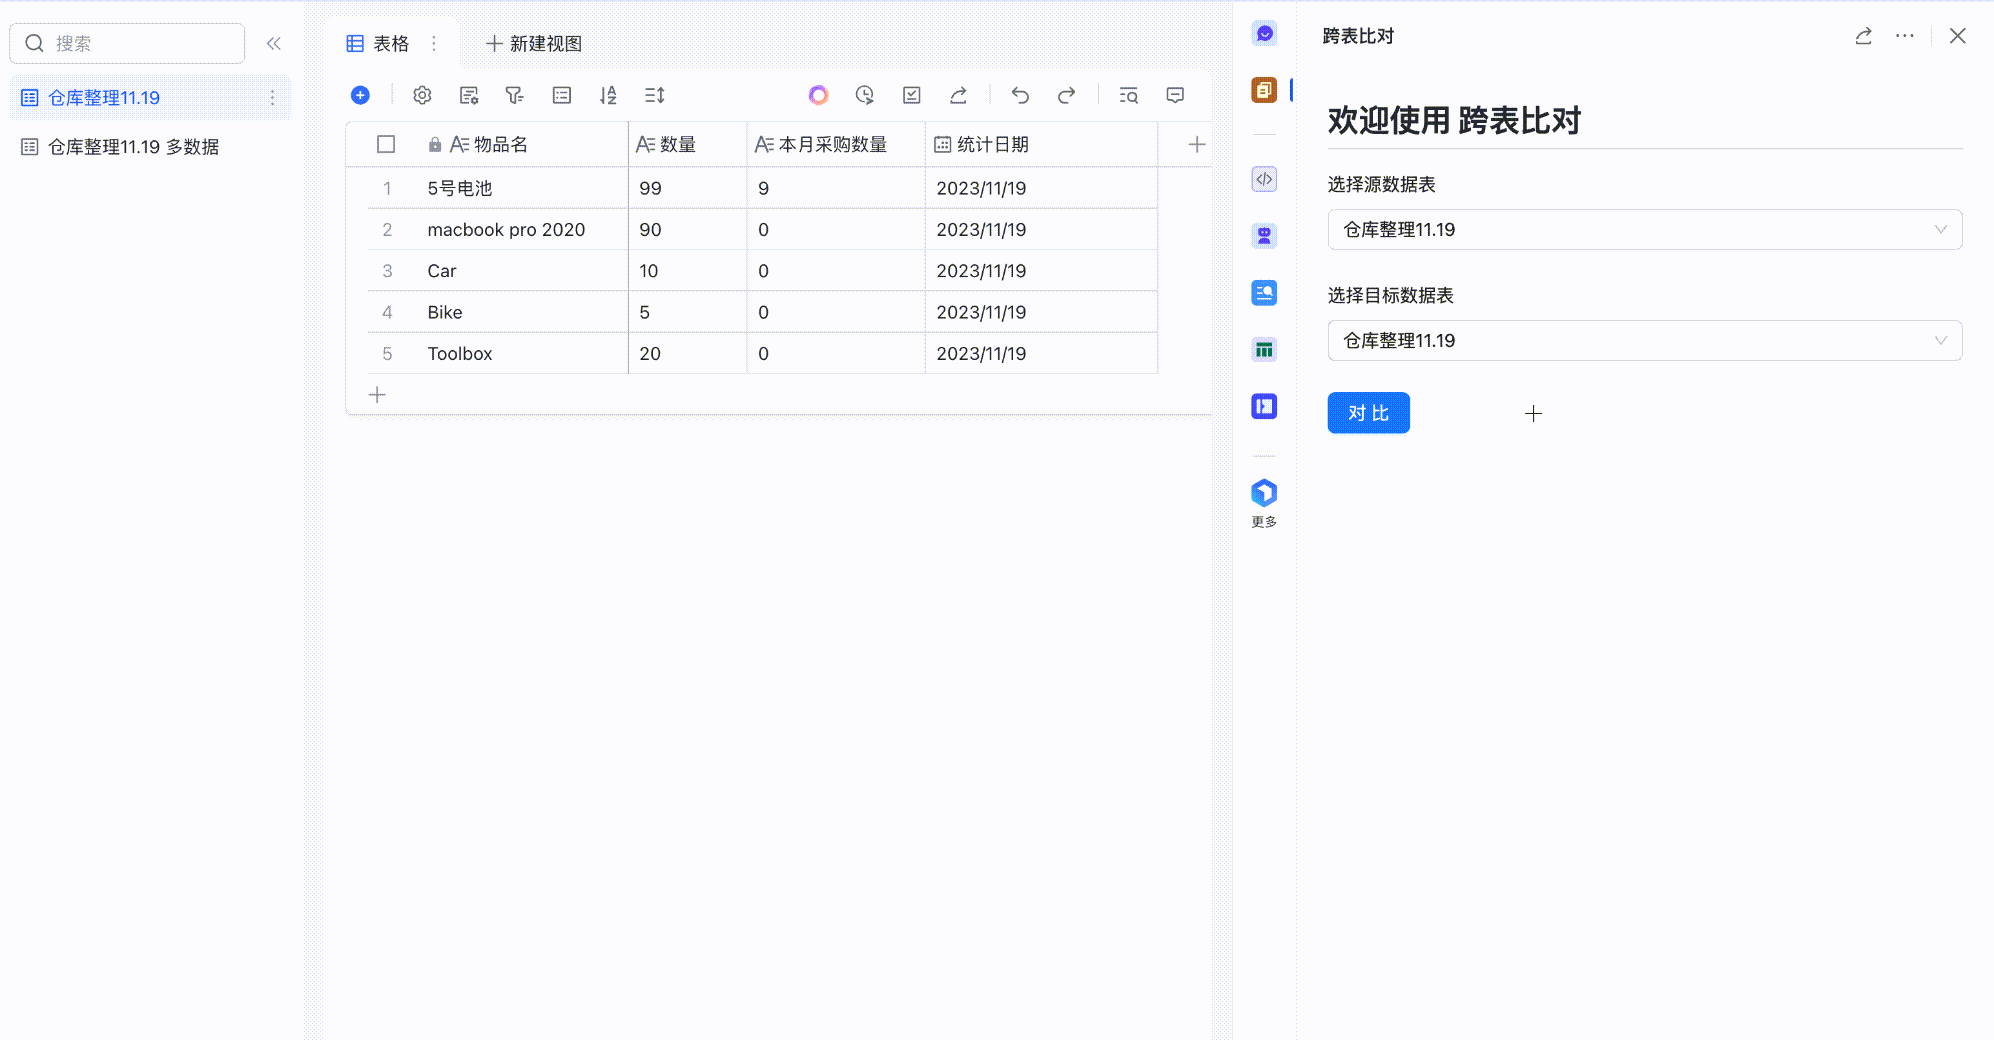 搜索
仓库整理11.19
仓库整理11.19 多数据
表格
新建视图
物品名 数量 本月采购数量 统计日期
1 5号电池 99 9 2023/11/19
2 macbook pro 2020 90 0 2023/11/19
3 Car 10 0 2023/11/19
4 Bike 5 0 2023/11/19
5 Toolbox 20 0 2023/11/19
更多
跨表比对
欢迎使用 跨表比对
选择源数据表
仓库整理11.19
选择目标数据表
仓库整理11.19
对 比